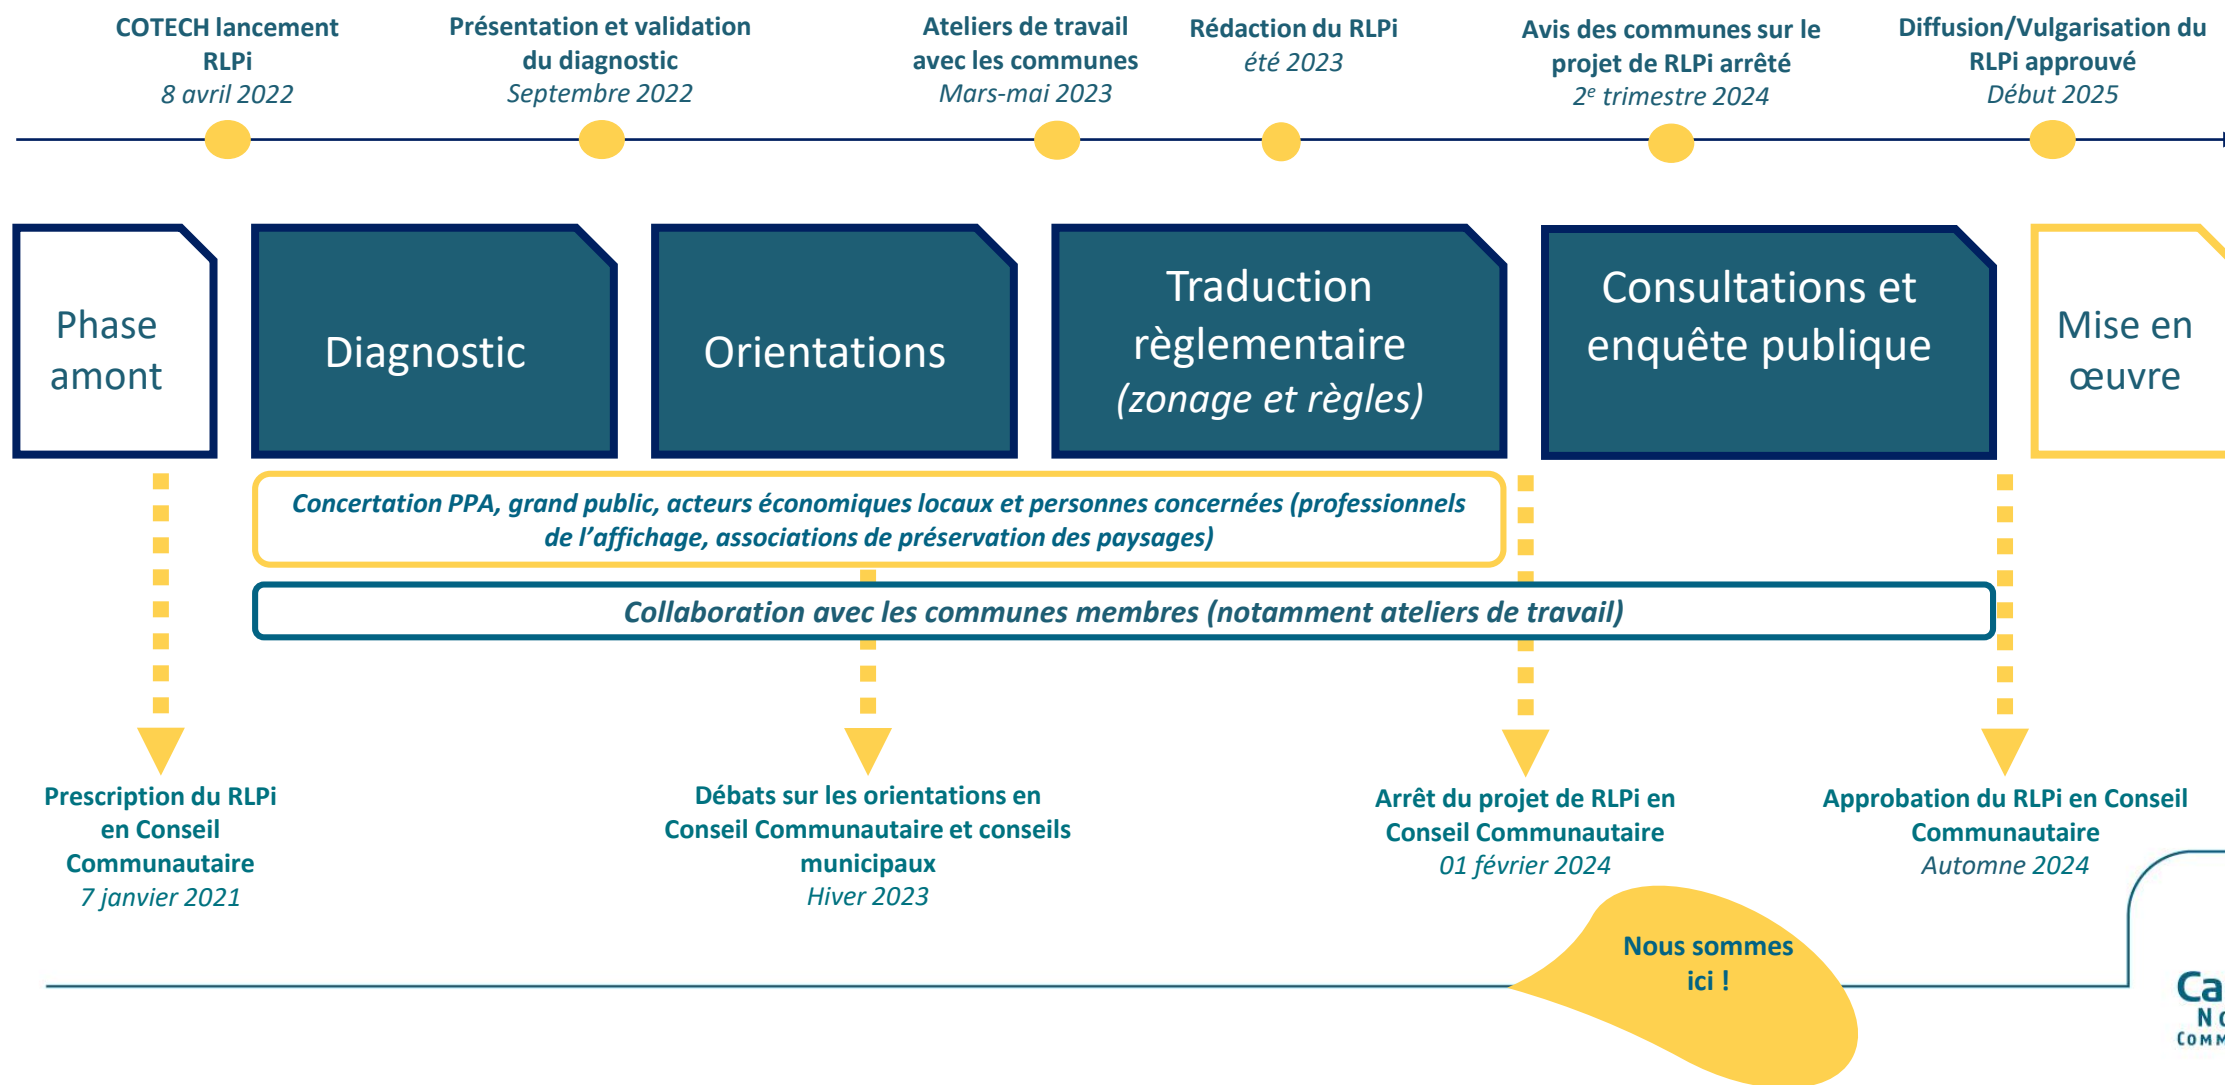 COTECH lancement
RLPi
8 avril 2022
Présentation et validation
du diagnostic
Septembre 2022
Ateliers de travail
avec les communes
Mars-mai 2023
Rédaction du RLPi
été 2023
Avis des communes sur le
projet de RLPi arrêté
2e trimestre 2024
Diffusion/Vulgarisation du
RLPi approuvé
Début 2025
Phase
amont
Diagnostic
Orientations
Traduction
règlementaire
(zonage et règles)
Consultations et
enquête publique
Mise en
œuvre
Concertation PPA, grand public, acteurs économiques locaux et personnes concernées (professionnels
de l’affichage, associations de préservation des paysages)
Collaboration avec les communes membres (notamment ateliers de travail)
Prescription du RLPi
en Conseil
Communautaire
7 janvier 2021
Débats sur les orientations en
Conseil Communautaire et conseils
municipaux
Hiver 2023
Arrêt du projet de RLPi en
Conseil Communautaire
01 février 2024
Approbation du RLPi en Conseil
Communautaire
Automne 2024
Nous sommes
ici !